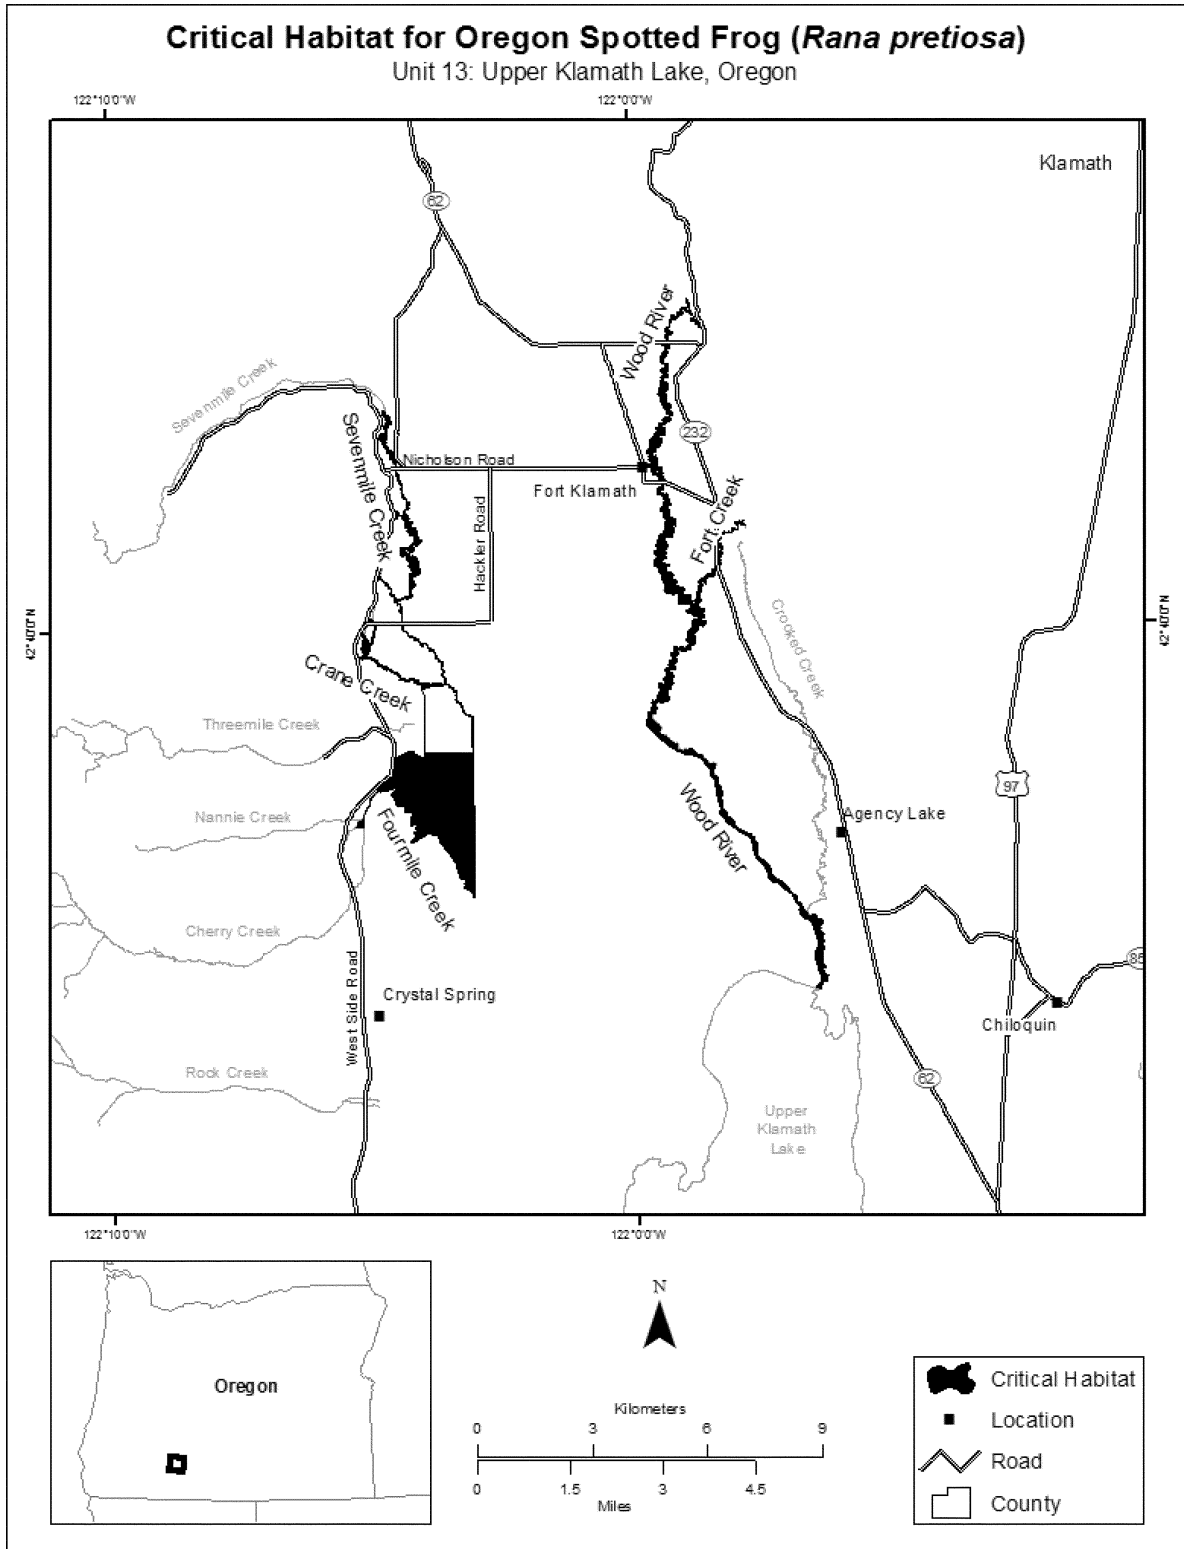 Critical Habitat for Oregon Spotted Frog (Rana pretiosa)
Unit 13: Upper Klamath Lake, Oregon
122°10'0"W
122°0'0"W
Klamath
62
Wood River
Sevenmile Creek
232
Sevenmile Creek
Nicholson Road
Fort Klamath
Hackler Road
Fort Creek
Crooked Creek
42°40'0"N
42°40'0"N
Crane Creek
Threemile Creek
97
Wood River
Nannie Creek
Agency Lake
Fourmile Creek
Cherry Creek
West Side Road
Crystal Spring
Chiloquin
Rock Creek
62
Upper
Klamath
Lake
122°10'0"W
122°0'0"W
N
Oregon
Kilometers
0 3 6 9
0 1.5 3 4.5
Miles
Critical Habitat
Location
Road
County